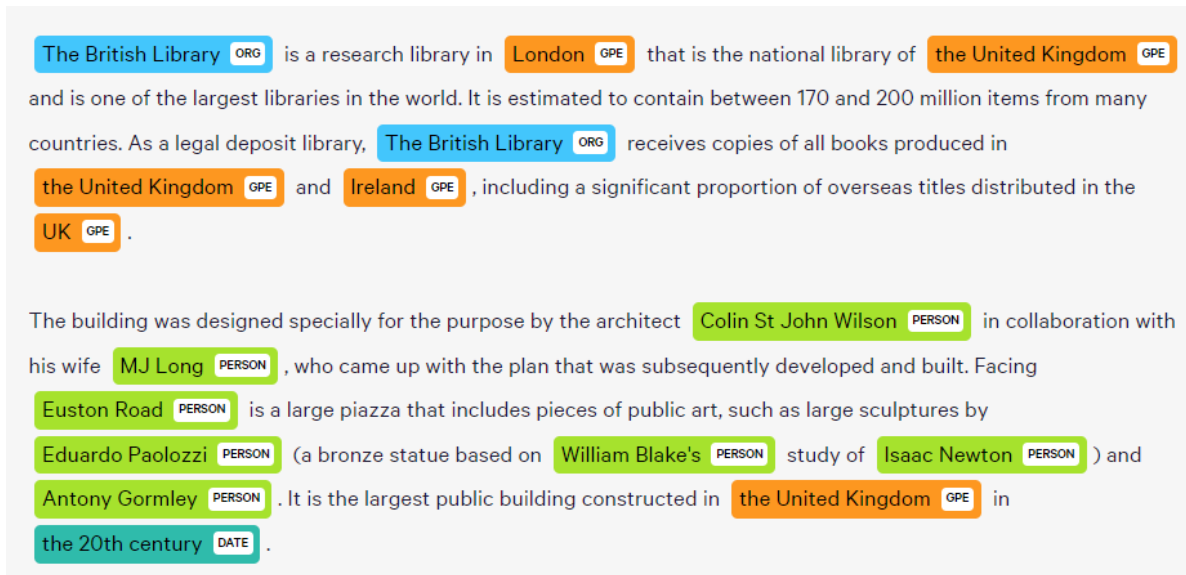 The British Library ORG is a research library in London GPE that is the national library of the United Kingdom GPE
and is one of the largest libraries in the world. It is estimated to contain between 170 and 200 million items from many
countries. As a legal deposit library, The British Library ORG receives copies of all books produced in
the United Kingdom GPE and Ireland GPE , including a significant proportion of overseas titles distributed in the
UK GPE .
The building was designed specially for the purpose by the architect Colin St John Wilson PERSON in collaboration with
his wife MJ Long PERSON , who came up with the plan that was subsequently developed and built. Facing
Euston Road PERSON is a large piazza that includes pieces of public art, such as large sculptures by
Eduardo Paolozzi PERSON (a bronze statue based on William Blake's PERSON study of Isaac Newton PERSON ) and
Antony Gormley PERSON . It is the largest public building constructed in the United Kingdom GPE in
the 20th century DATE .